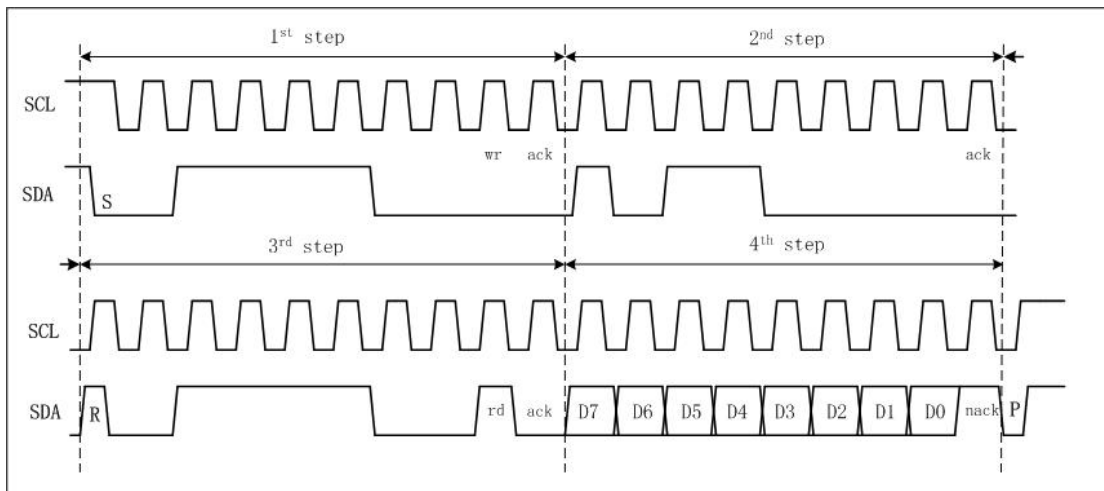 1st step 2nd step
SCL
wr ack ack
SDA S
3rd step 4th step
SCL
SDA R rd ack D7 D6 D5 D4 D3 D2 D1 D0 nack P